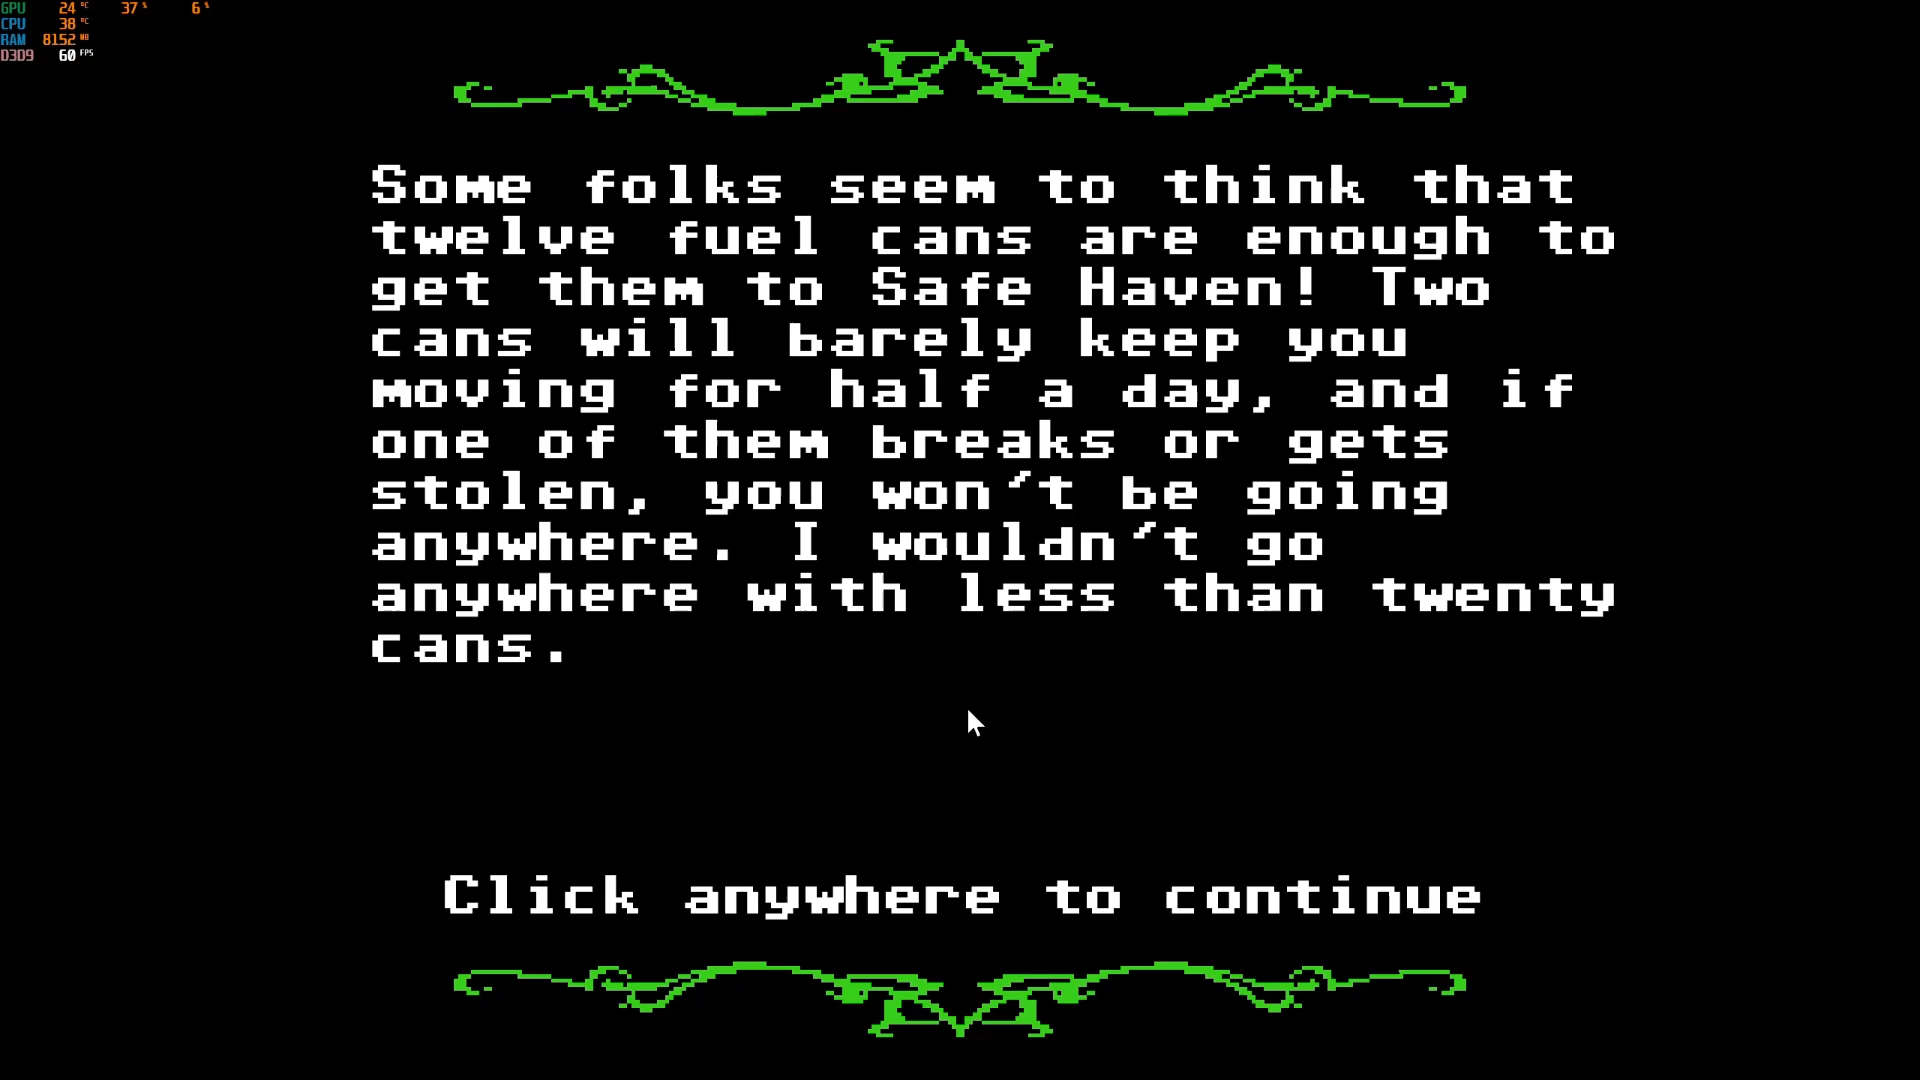 GPU 24 °C 37 % 6 %
CPU 38 °C
RAM 8152 MB
D3D9 60 FPS
Some folks seem to think that
twelve fuel cans are enough to
get them to Safe Haven! Two
cans will barely keep you
moving for half a day, and if
one of them breaks or gets
stolen, you won't be going
anywhere. I wouldn't go
anywhere with less than twenty
cans.
Click anywhere to continue